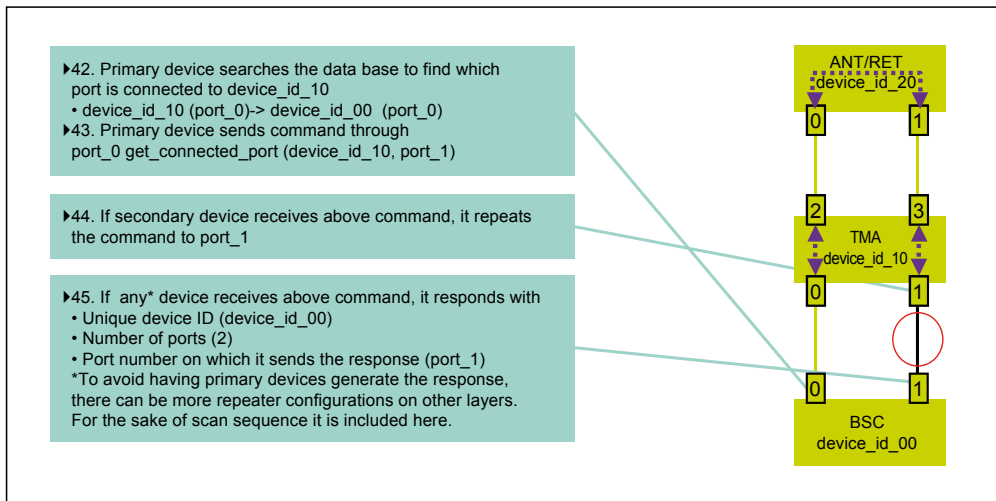 ▸42. Primary device searches the data base to find which
port is connected to device_id_10
• device_id_10 (port_0)-> device_id_00  (port_0)
▸43. Primary device sends command through
port_0 get_connected_port (device_id_10, port_1)
▸44. If secondary device receives above command, it repeats
the command to port_1
▸45. If  any* device receives above command, it responds with
• Unique device ID (device_id_00)
• Number of ports (2)
• Port number on which it sends the response (port_1)
*To avoid having primary devices generate the response,
there can be more repeater configurations on other layers.
For the sake of scan sequence it is included here.
ANT/RET
device_id_20
0 1
2 3
TMA
device_id_10
0 1
0 1
BSC
device_id_00